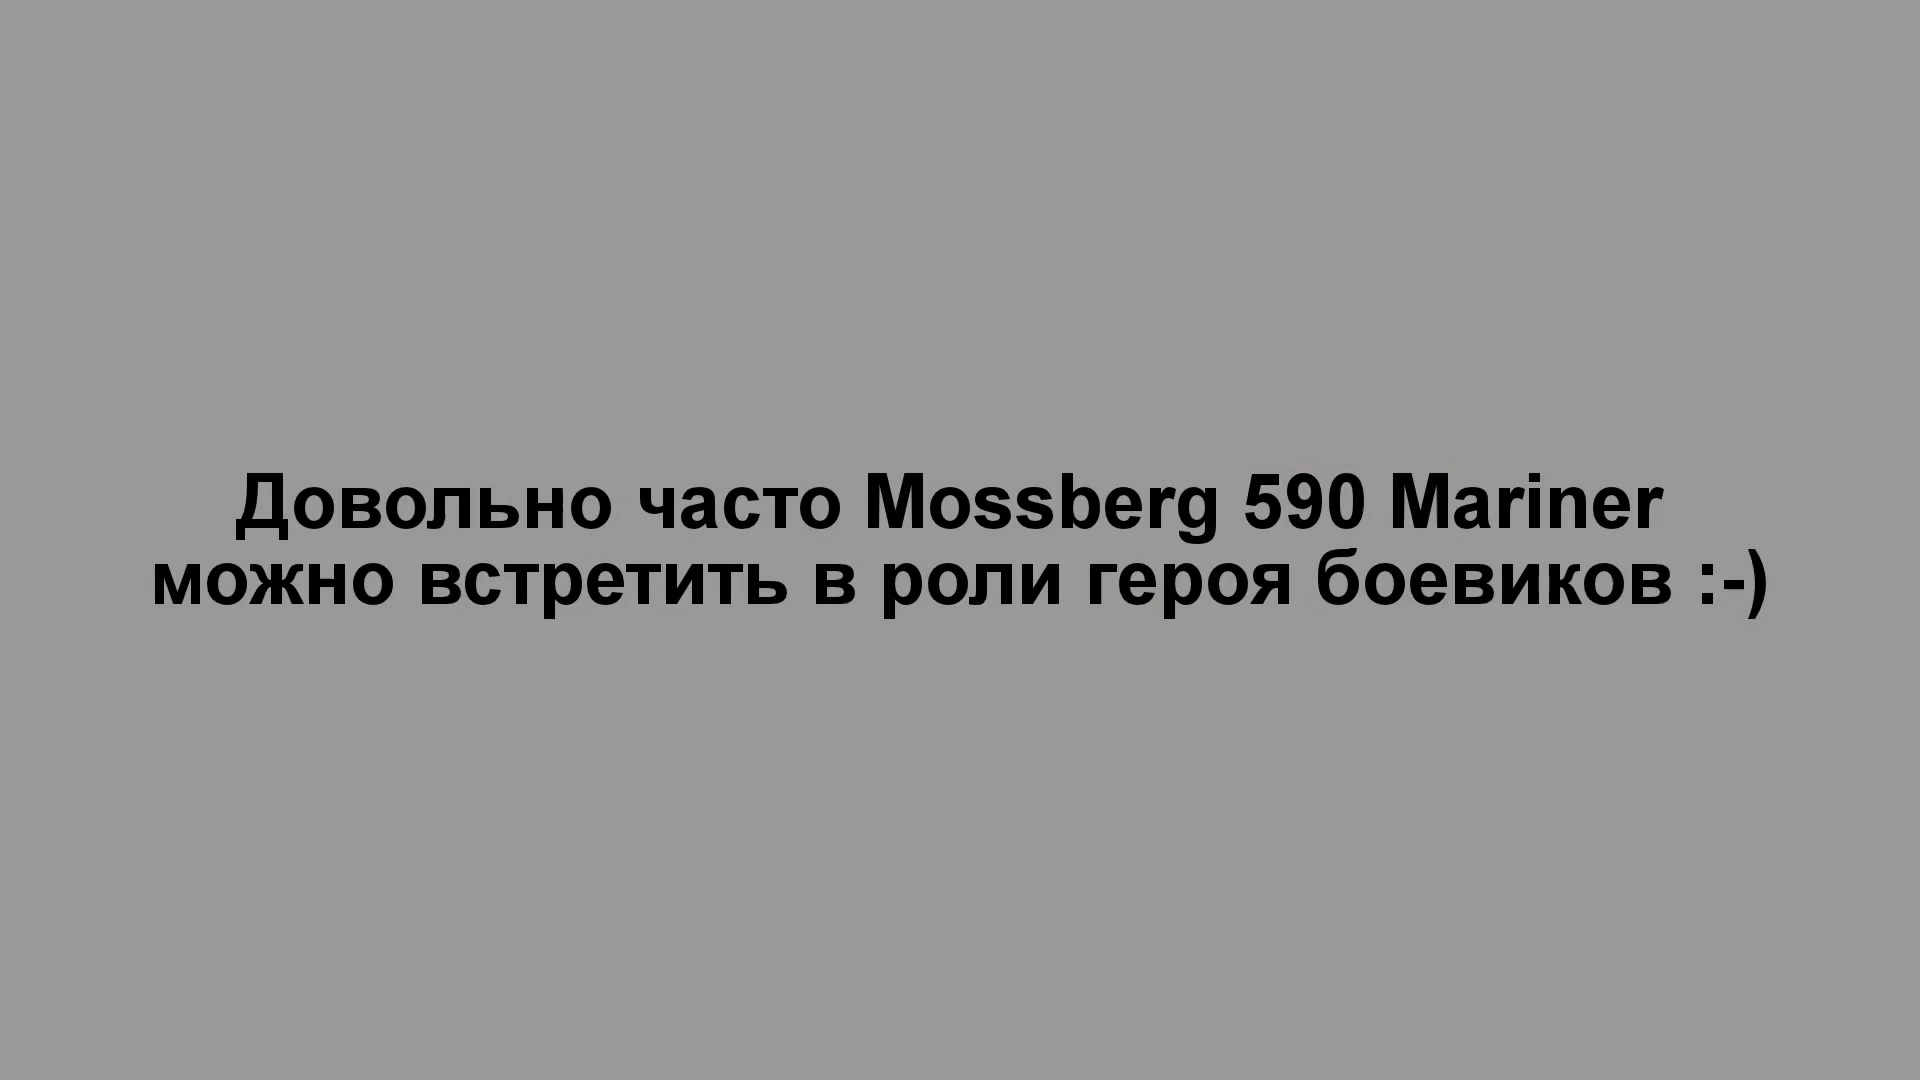 Довольно часто Mossberg 590 Mariner
можно встретить в роли героя боевиков :-)